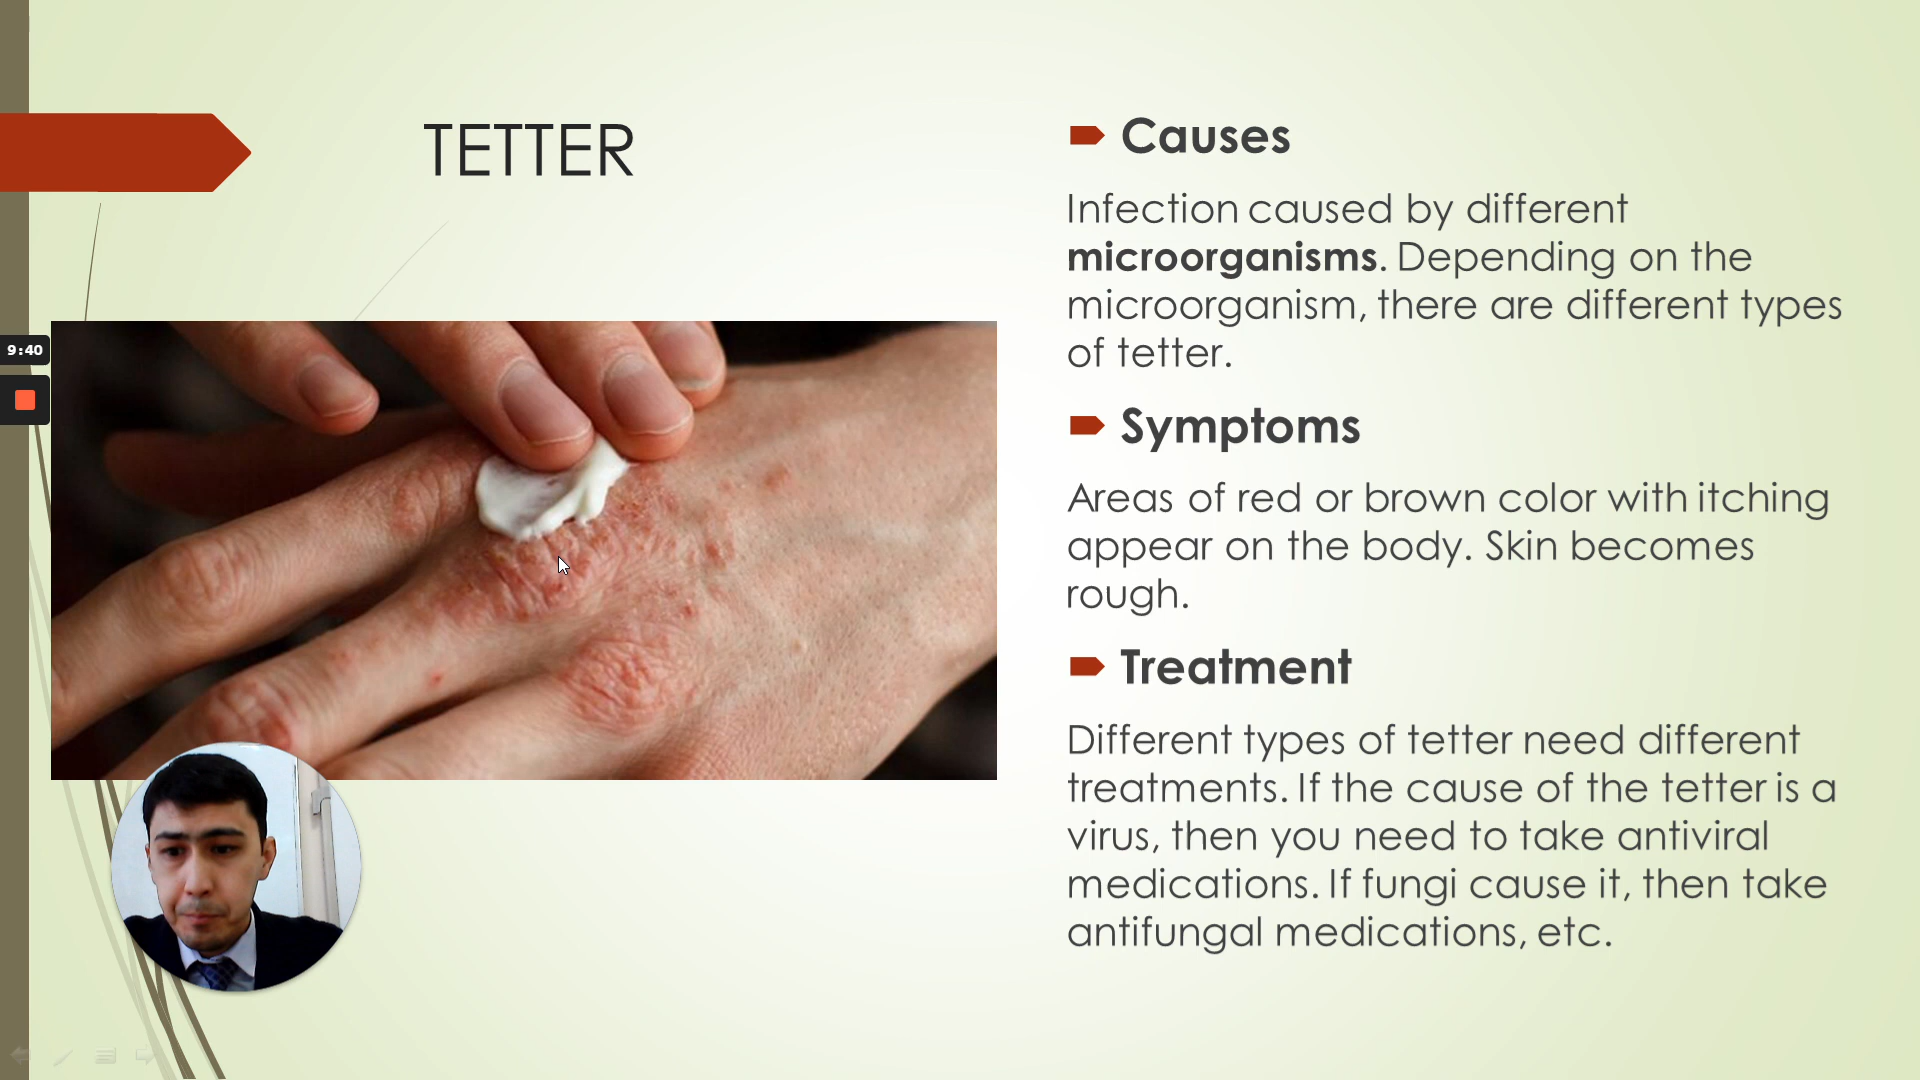 TETTER
9:40
Causes
Infection caused by different
microorganisms. Depending on the
microorganism, there are different types
of tetter.
Symptoms
Areas of red or brown color with itching
appear on the body. Skin becomes
rough.
Treatment
Different types of tetter need different
treatments. If the cause of the tetter is a
virus, then you need to take antiviral
medications. If fungi cause it, then take
antifungal medications, etc.